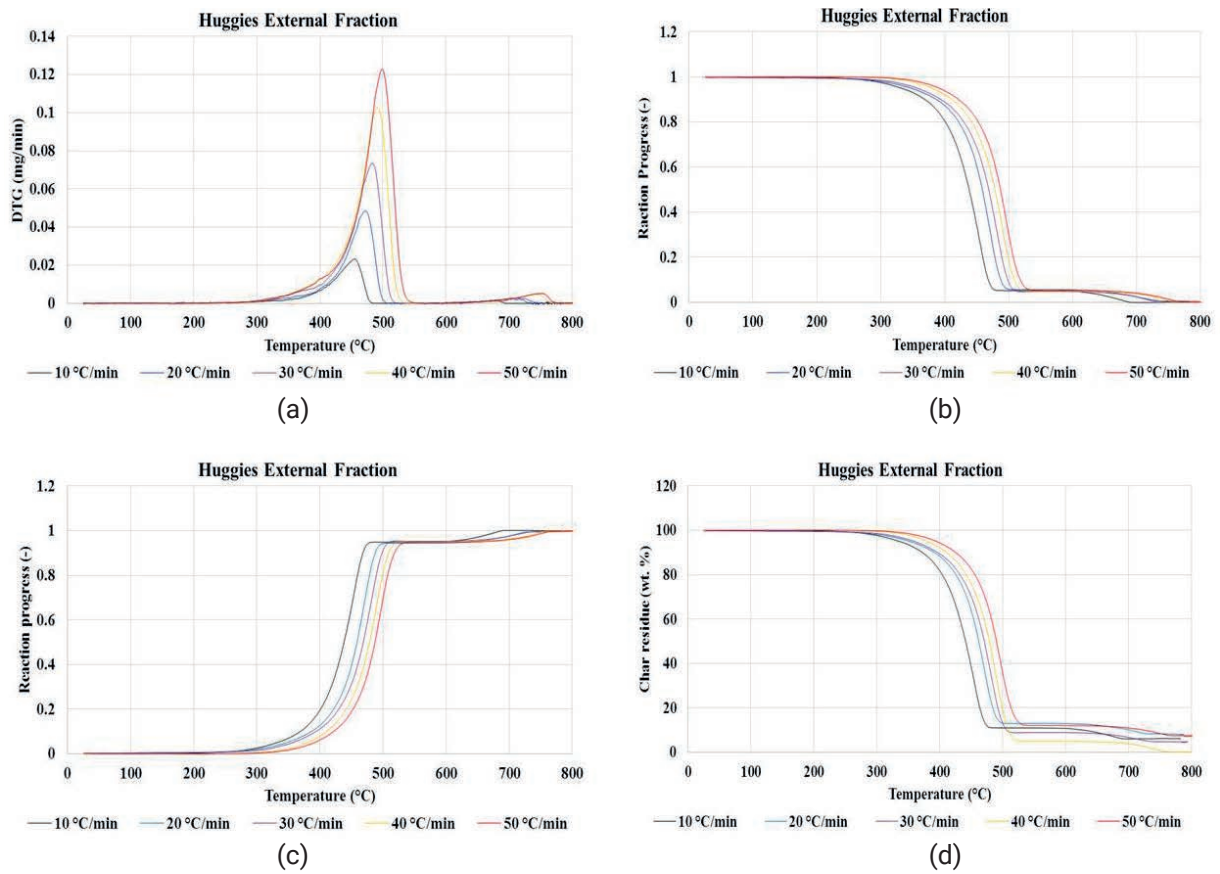 Huggies External Fraction
0.14
0.12
0.1
0.08
0.06
0.04
0.02
0
DTG (mg/min)
0 100 200 300 400 500 600 700 800
Temperature (°C)
10 °C/min 20 °C/min 30 °C/min 40 °C/min 50 °C/min
(a)
Huggies External Fraction
1.2
1
0.8
0.6
0.4
0.2
0
Raction Progress (-)
0 100 200 300 400 500 600 700 800
Temperature (°C)
10 °C/min 20 °C/min 30 °C/min 40 °C/min 50 °C/min
(b)
Huggies External Fraction
1.2
1
0.8
0.6
0.4
0.2
0
Reaction progress (-)
0 100 200 300 400 500 600 700 800
Temperature (°C)
10 °C/min 20 °C/min 30 °C/min 40 °C/min 50 °C/min
(c)
Huggies External Fraction
120
100
80
60
40
20
0
Char residue (wt. %)
0 100 200 300 400 500 600 700 800
Temperature (°C)
10 °C/min 20 °C/min 30 °C/min 40 °C/min 50 °C/min
(d)